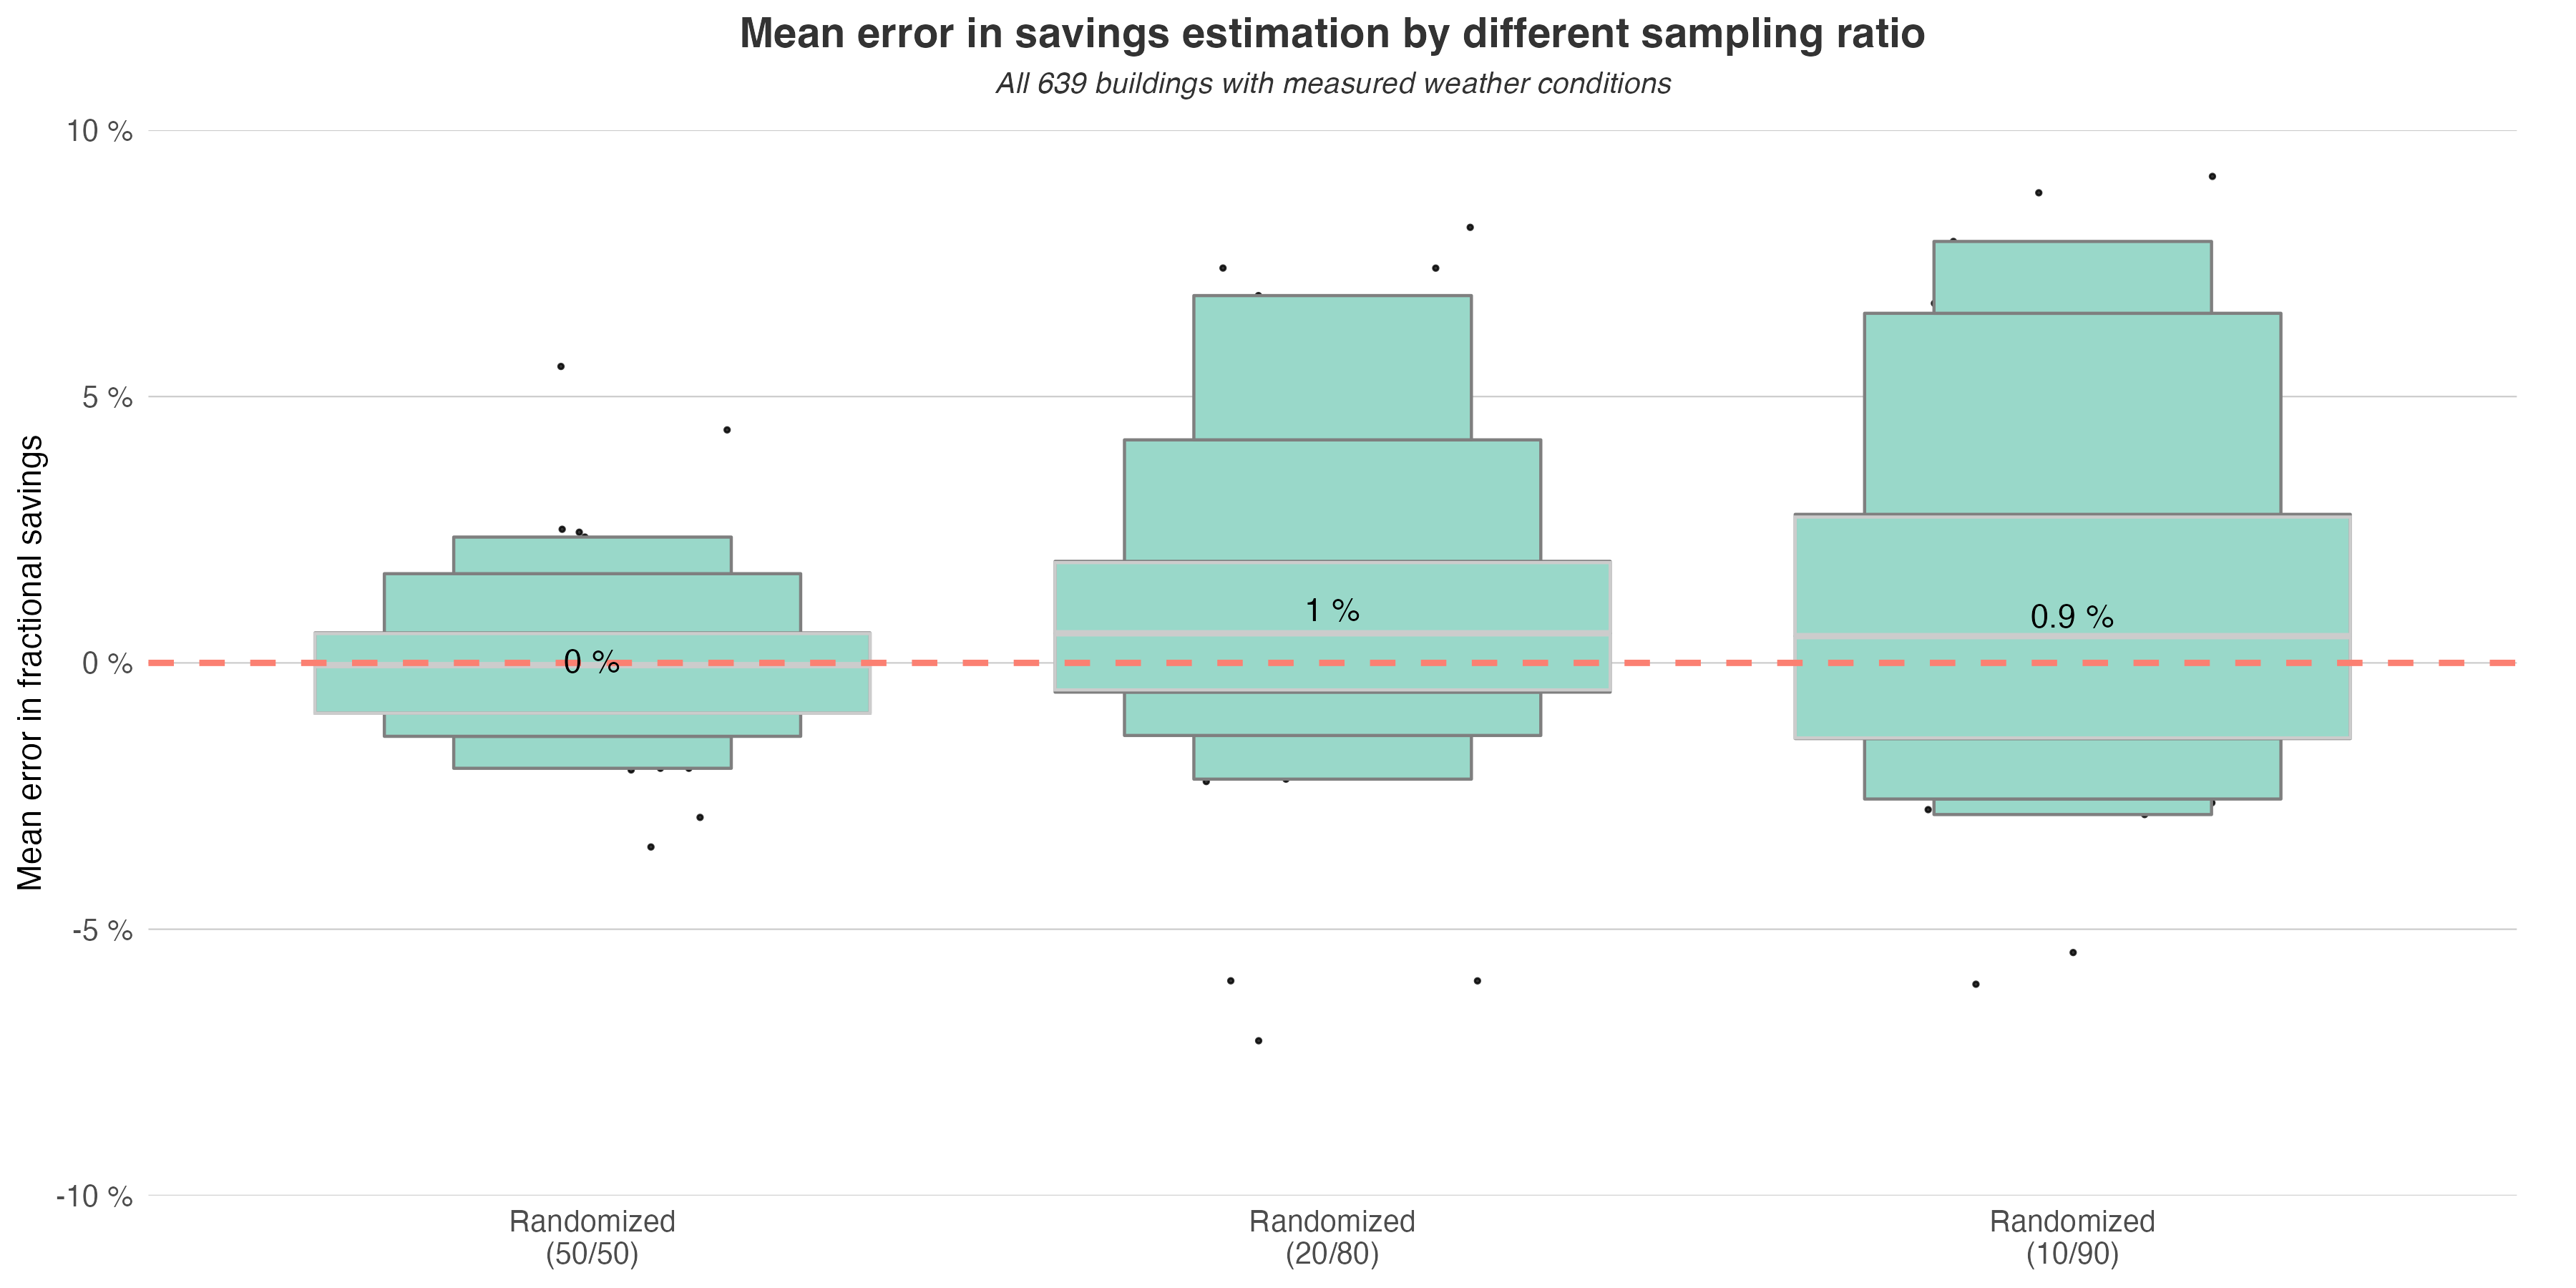 Mean error in savings estimation by different sampling ratio
All 639 buildings with measured weather conditions
Mean error in fractional savings
10 %
5 %
0 %
-5 %
-10 %
0 %
1 %
0.9 %
Randomized
(50/50)
Randomized
(20/80)
Randomized
(10/90)